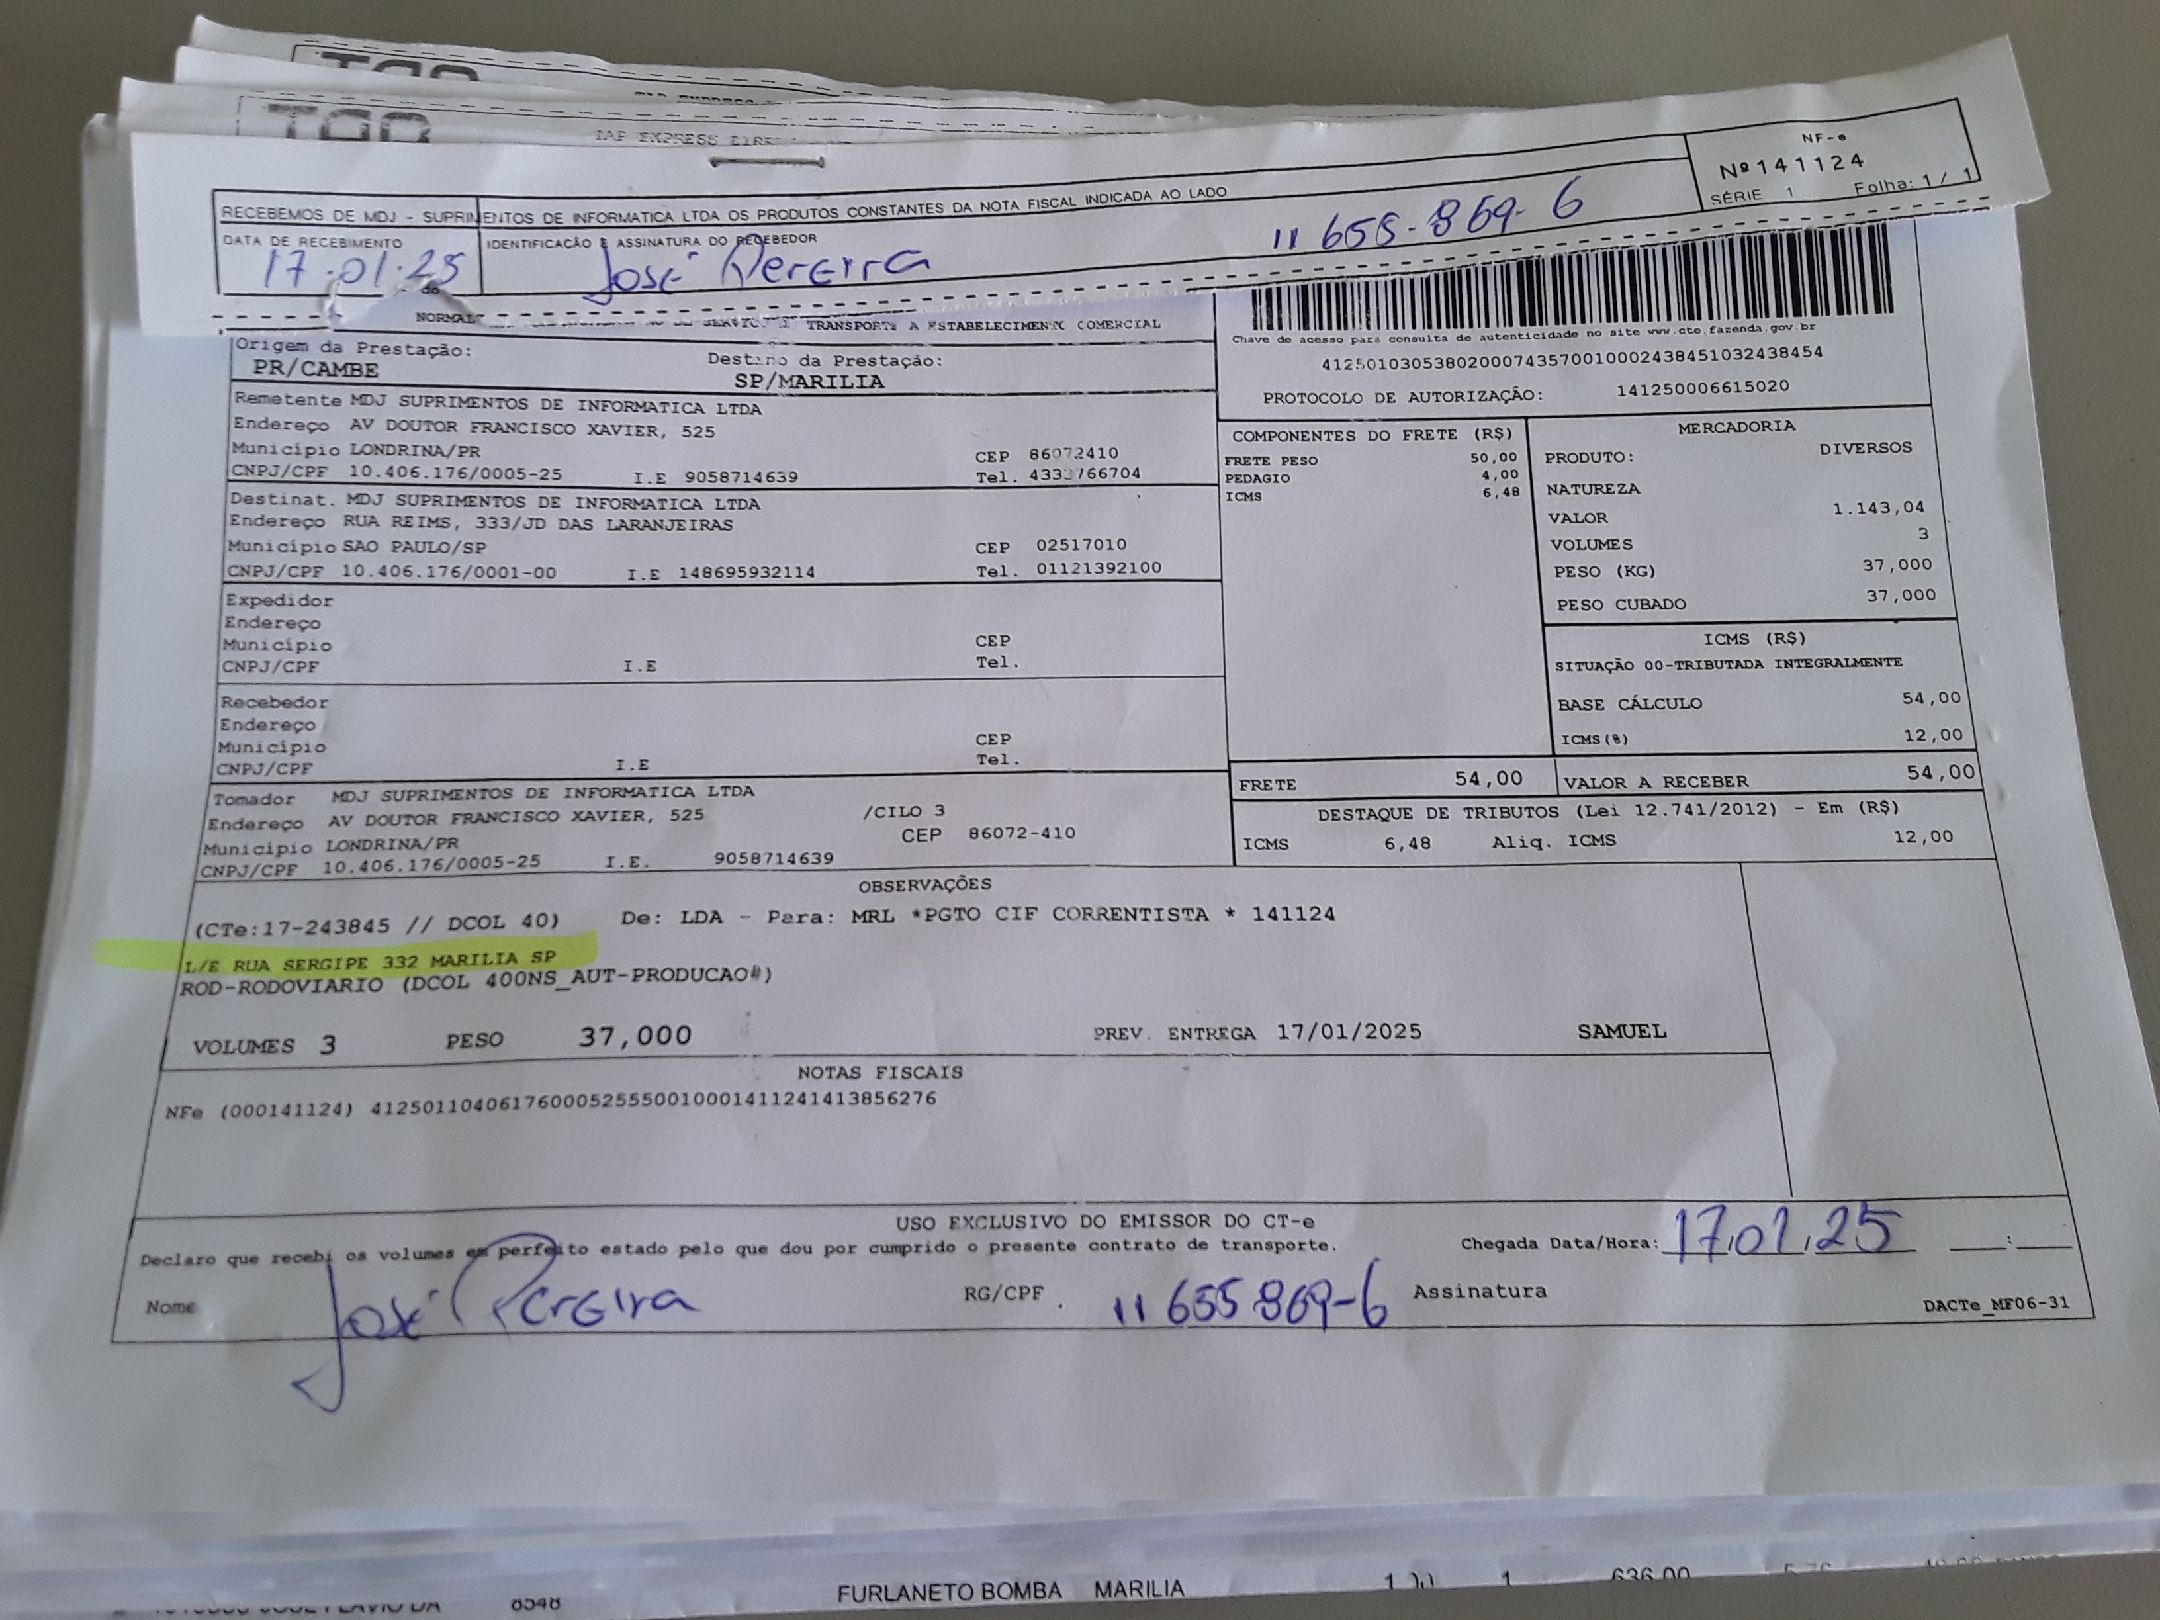 TAP EXPRESS
NF-e
Nº 141124
SÉRIE 1 Folha: 1 / 1
RECEBEMOS DE MDJ - SUPRIMENTOS DE INFORMATICA LTDA OS PRODUTOS CONSTANTES DA NOTA FISCAL INDICADA AO LADO
DATA DE RECEBIMENTO IDENTIFICAÇÃO E ASSINATURA DO RECEBEDOR
17.01.25 José Pereira 11 655-869-6
NORMAL TRANSPORTE A ESTABELECIMENTO COMERCIAL
Origem da Prestação: Destino da Prestação:
PR/CAMBE SP/MARILIA
Remetente MDJ SUPRIMENTOS DE INFORMATICA LTDA
Endereço AV DOUTOR FRANCISCO XAVIER, 525
Município LONDRINA/PR CEP 86072410
CNPJ/CPF 10.406.176/0005-25 I.E 9058714639 Tel. 4333766704
Destinat. MDJ SUPRIMENTOS DE INFORMATICA LTDA
Endereço RUA REIMS, 333/JD DAS LARANJEIRAS
Município SAO PAULO/SP CEP 02517010
CNPJ/CPF 10.406.176/0001-00 I.E 148695932114 Tel. 01121392100
Expedidor
Endereço
Município CEP
CNPJ/CPF I.E Tel.
Recebedor
Endereço
Município CEP
CNPJ/CPF I.E Tel.
Tomador MDJ SUPRIMENTOS DE INFORMATICA LTDA
Endereço AV DOUTOR FRANCISCO XAVIER, 525 /CILO 3
Município LONDRINA/PR CEP 86072-410
CNPJ/CPF 10.406.176/0005-25 I.E. 9058714639
Chave de acesso para consulta de autenticidade no site www.cte.fazenda.gov.br
41250103053802000743570010002438451032438454
PROTOCOLO DE AUTORIZAÇÃO: 141250006615020
COMPONENTES DO FRETE (R$)
FRETE PESO 50,00
PEDAGIO 4,00
ICMS 6,48
MERCADORIA
PRODUTO: DIVERSOS
NATUREZA
VALOR 1.143,04
VOLUMES 3
PESO (KG) 37,000
PESO CUBADO 37,000
ICMS (R$)
SITUAÇÃO 00-TRIBUTADA INTEGRALMENTE
BASE CÁLCULO 54,00
ICMS(%) 12,00
FRETE 54,00 VALOR A RECEBER 54,00
DESTAQUE DE TRIBUTOS (Lei 12.741/2012) - Em (R$)
ICMS 6,48 Aliq. ICMS 12,00
OBSERVAÇÕES
(CTe:17-243845 // DCOL 40) De: LDA - Para: MRL *PGTO CIF CORRENTISTA * 141124
L/E RUA SERGIPE 332 MARILIA SP
ROD-RODOVIARIO (DCOL 400NS_AUT-PRODUCAO#)
VOLUMES 3 PESO 37,000 PREV. ENTREGA 17/01/2025 SAMUEL
NOTAS FISCAIS
NFe (000141124) 41250110406176000525550010001411241413856276
USO EXCLUSIVO DO EMISSOR DO CT-e
Declaro que recebi os volumes em perfeito estado pelo que dou por cumprido o presente contrato de transporte. Chegada Data/Hora: 17,01,25 ___:___
Nome José Pereira RG/CPF 11 655 869-6 Assinatura
DACTe_MF06-31
8548 FURLANETO BOMBA MARILIA 1 636,00